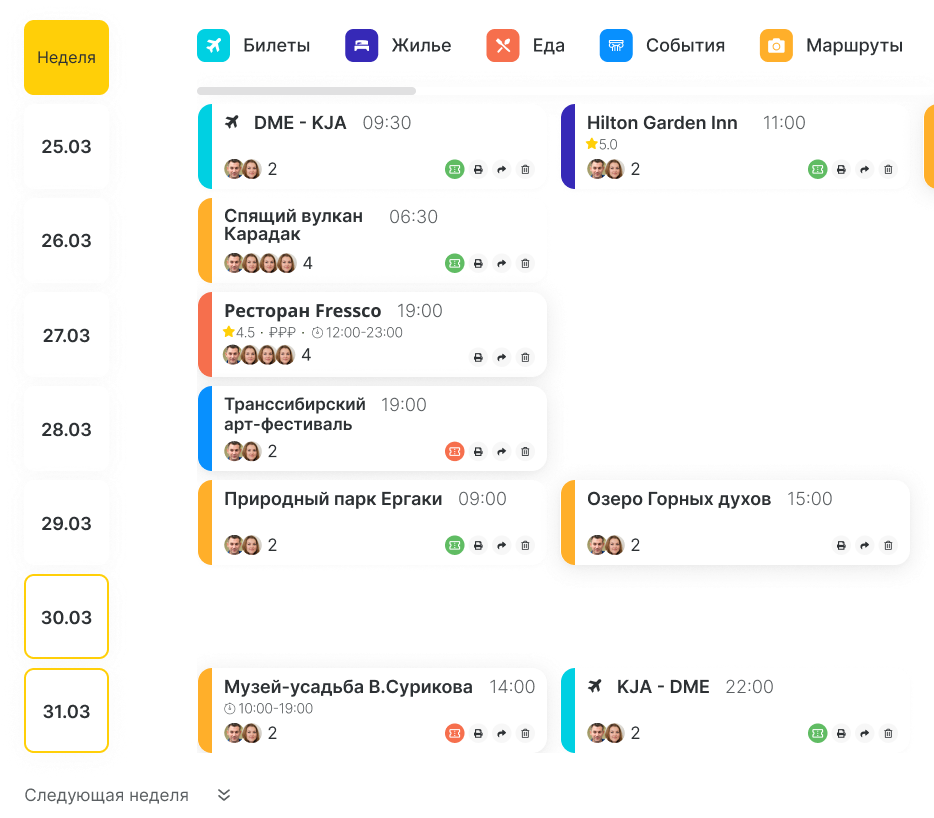 Неделя
Билеты
Жилье
Еда
События
Маршруты
25.03
DME - KJA 09:30
2
Hilton Garden Inn 11:00
5.0
2
26.03
Спящий вулкан 06:30
Карадак
4
27.03
Ресторан Fressco 19:00
4.5 · ₽₽₽ · 12:00-23:00
4
28.03
Транссибирский 19:00
арт-фестиваль
2
29.03
Природный парк Ергаки 09:00
2
Озеро Горных духов 15:00
2
30.03
31.03
Музей-усадьба В.Сурикова 14:00
10:00-19:00
2
KJA - DME 22:00
2
Следующая неделя